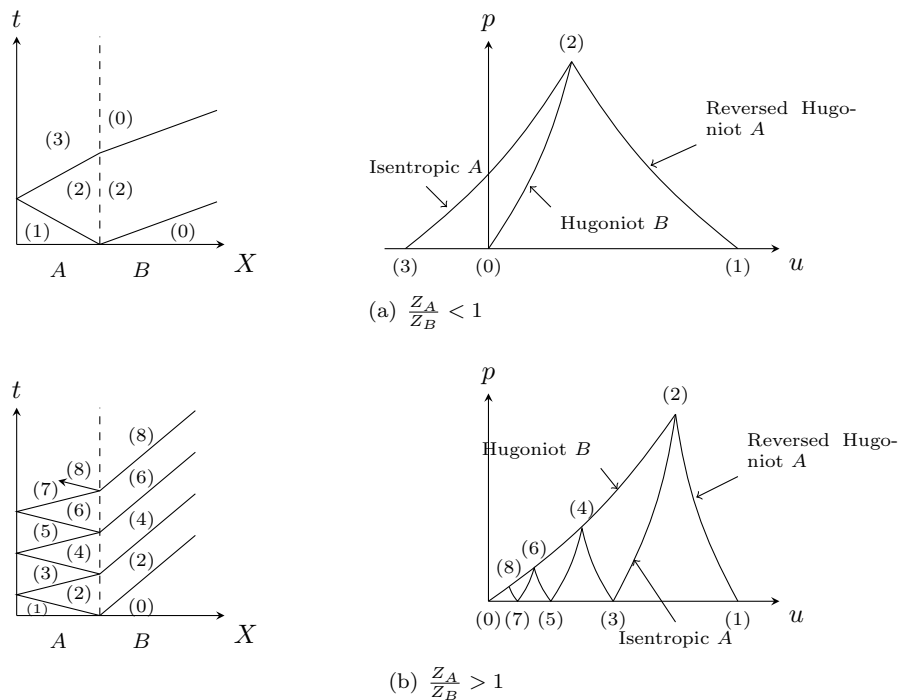 t
(0)
(3)
(2)
(2)
(1)
(0)
X
A
B
p
(2)
Reversed Hugo-
niot A
Isentropic A
Hugoniot B
(3)
(0)
(1)
u
(a) Z_A/Z_B < 1
t
(8)
(8)
(7)
(6)
(6)
(5)
(4)
(4)
(3)
(2)
(2)
(1)
(0)
X
A
B
p
(2)
Hugoniot B
Reversed Hugo-
niot A
(4)
(6)
(8)
(0)
(7)
(5)
(3)
(1)
u
Isentropic A
(b) Z_A/Z_B > 1